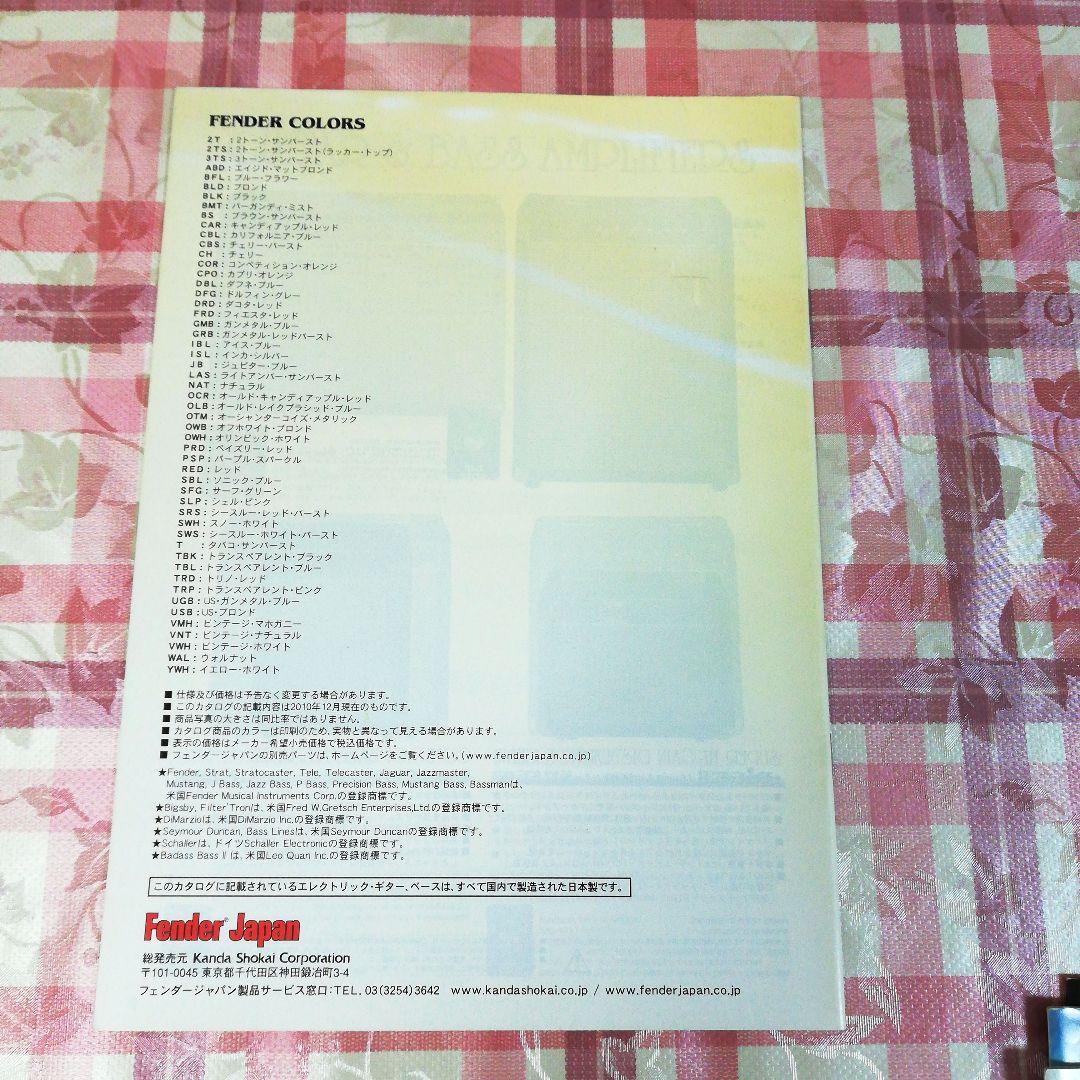 FENDER COLORS
2T : 2トーン・サンバースト
2TS : 2トーン・サンバースト(ラッカー・トップ)
3TS : 3トーン・サンバースト
ABD : エイジド・マットブロンド
BFL : ブルー・フラワー
BLD : ブロンド
BLK : ブラック
BMT : バーガンディ・ミスト
BS : ブラウン・サンバースト
CAR : キャンディアップル・レッド
CBL : カリフォルニア・ブルー
CBS : チェリー・バースト
CH : チェリー
COR : コンペティション・オレンジ
CPO : カプリ・オレンジ
DBL : ダフネ・ブルー
DFG : ドルフィン・グレー
DRD : ダコタ・レッド
FRD : フィエスタ・レッド
GMB : ガンメタル・ブルー
GRB : ガンメタル・レッドバースト
IBL : アイス・ブルー
ISL : インカ・シルバー
JB : ジュピター・ブルー
LAS : ライトアンバー・サンバースト
NAT : ナチュラル
OCR : オールド・キャンディアップル・レッド
OLB : オールド・レイクプラシッド・ブルー
OTM : オーシャンターコイズ・メタリック
OWB : オフホワイト・ブロンド
OWH : オリンピック・ホワイト
PRD : ペイズリー・レッド
PSP : パープル・スパークル
RED : レッド
SBL : ソニック・ブルー
SFG : サーフ・グリーン
SLP : シェル・ピンク
SRS : シースルー・レッド・バースト
SWH : スノー・ホワイト
SWS : シースルー・ホワイト・バースト
T : タバコ・サンバースト
TBK : トランスペアレント・ブラック
TBL : トランスペアレント・ブルー
TRD : トリノ・レッド
TRP : トランスペアレント・ピンク
UGB : US・ガンメタル・ブルー
USB : US・ブロンド
VMH : ビンテージ・マホガニー
VNT : ビンテージ・ナチュラル
VWH : ビンテージ・ホワイト
WAL : ウォルナット
YWH : イエロー・ホワイト
■ 仕様及び価格は予告なく変更する場合があります。
■ このカタログの記載内容は2010年12月現在のものです。
■ 商品写真の大きさは同比率ではありません。
■ カタログ商品のカラーは印刷のため、実物と異なって見える場合があります。
■ 表示の価格はメーカー希望小売価格で税込価格です。
■ フェンダージャパンの別売パーツは、ホームページをご覧ください。(www.fenderjapan.co.jp)
★Fender, Strat, Stratocaster, Tele, Telecaster, Jaguar, Jazzmaster,
Mustang, J Bass, Jazz Bass, P Bass, Precision Bass, Mustang Bass, Bassmanは、
米国Fender Musical Instruments Corp.の登録商標です。
★Bigsby, Filter'Tronは、米国Fred W.Gretsch Enterprises,Ltd.の登録商標です。
★DiMarzioは、米国DiMarzio Inc.の登録商標です。
★Seymour Duncan, Bass Linesは、米国Seymour Duncanの登録商標です。
★Schallerは、ドイツSchaller Electronicの登録商標です。
★Badass Bass II は、米国Leo Quan Inc.の登録商標です。
このカタログに記載されているエレクトリック・ギター、ベースは、すべて国内で製造された日本製です。
Fender® Japan
総発売元 Kanda Shokai Corporation
〒101-0045 東京都千代田区神田鍛冶町3-4
フェンダージャパン製品サービス窓口:TEL. 03(3254)3642 www.kandashokai.co.jp / www.fenderjapan.co.jp